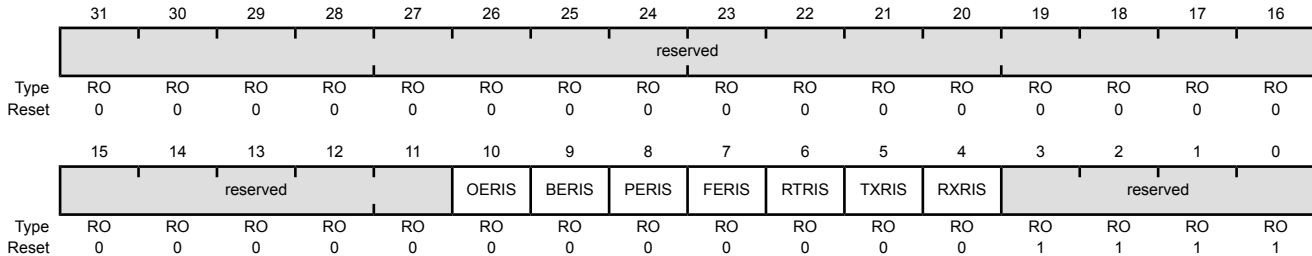 31 30 29 28 27 26 25 24 23 22 21 20 19 18 17 16
reserved
Type RO RO RO RO RO RO RO RO RO RO RO RO RO RO RO RO
Reset 0 0 0 0 0 0 0 0 0 0 0 0 0 0 0 0
15 14 13 12 11 10 9 8 7 6 5 4 3 2 1 0
reserved OERIS BERIS PERIS FERIS RTRIS TXRIS RXRIS reserved
Type RO RO RO RO RO RO RO RO RO RO RO RO RO RO RO RO
Reset 0 0 0 0 0 0 0 0 0 0 0 0 1 1 1 1